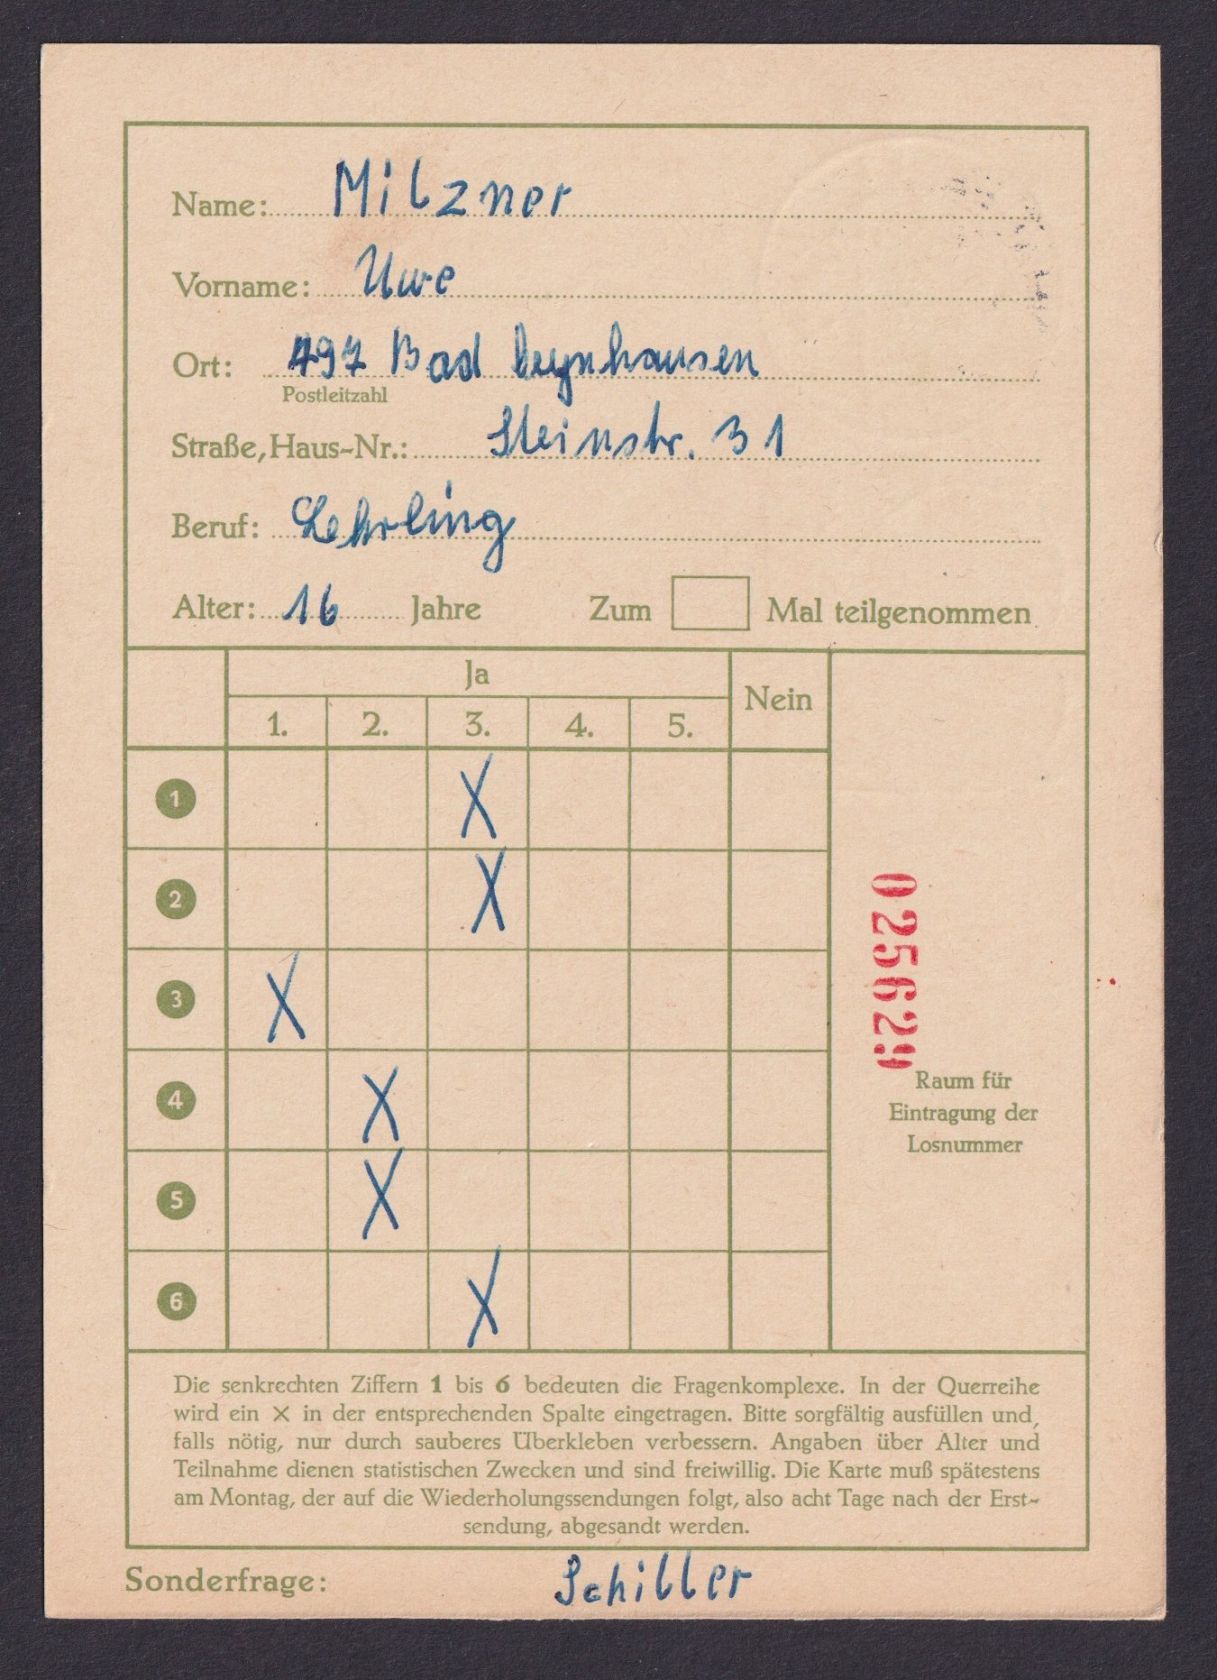 Name: Milzner
Vorname: Uwe
Ort: 497 Bad Oeynhausen
Postleitzahl
Straße, Haus-Nr.: Steinstr. 31
Beruf: Lehrling
Alter: 16 Jahre Zum Mal teilgenommen
Ja Nein
1. 2. 3. 4. 5.
1 X
2 X
3 X
4 X
5 X
6 X
025629
Raum für
Eintragung der
Losnummer
Die senkrechten Ziffern 1 bis 6 bedeuten die Fragenkomplexe. In der Querreihe
wird ein × in der entsprechenden Spalte eingetragen. Bitte sorgfältig ausfüllen und,
falls nötig, nur durch sauberes Überkleben verbessern. Angaben über Alter und
Teilnahme dienen statistischen Zwecken und sind freiwillig. Die Karte muß spätestens
am Montag, der auf die Wiederholungssendungen folgt, also acht Tage nach der Erst-
sendung, abgesandt werden.
Sonderfrage: Schiller